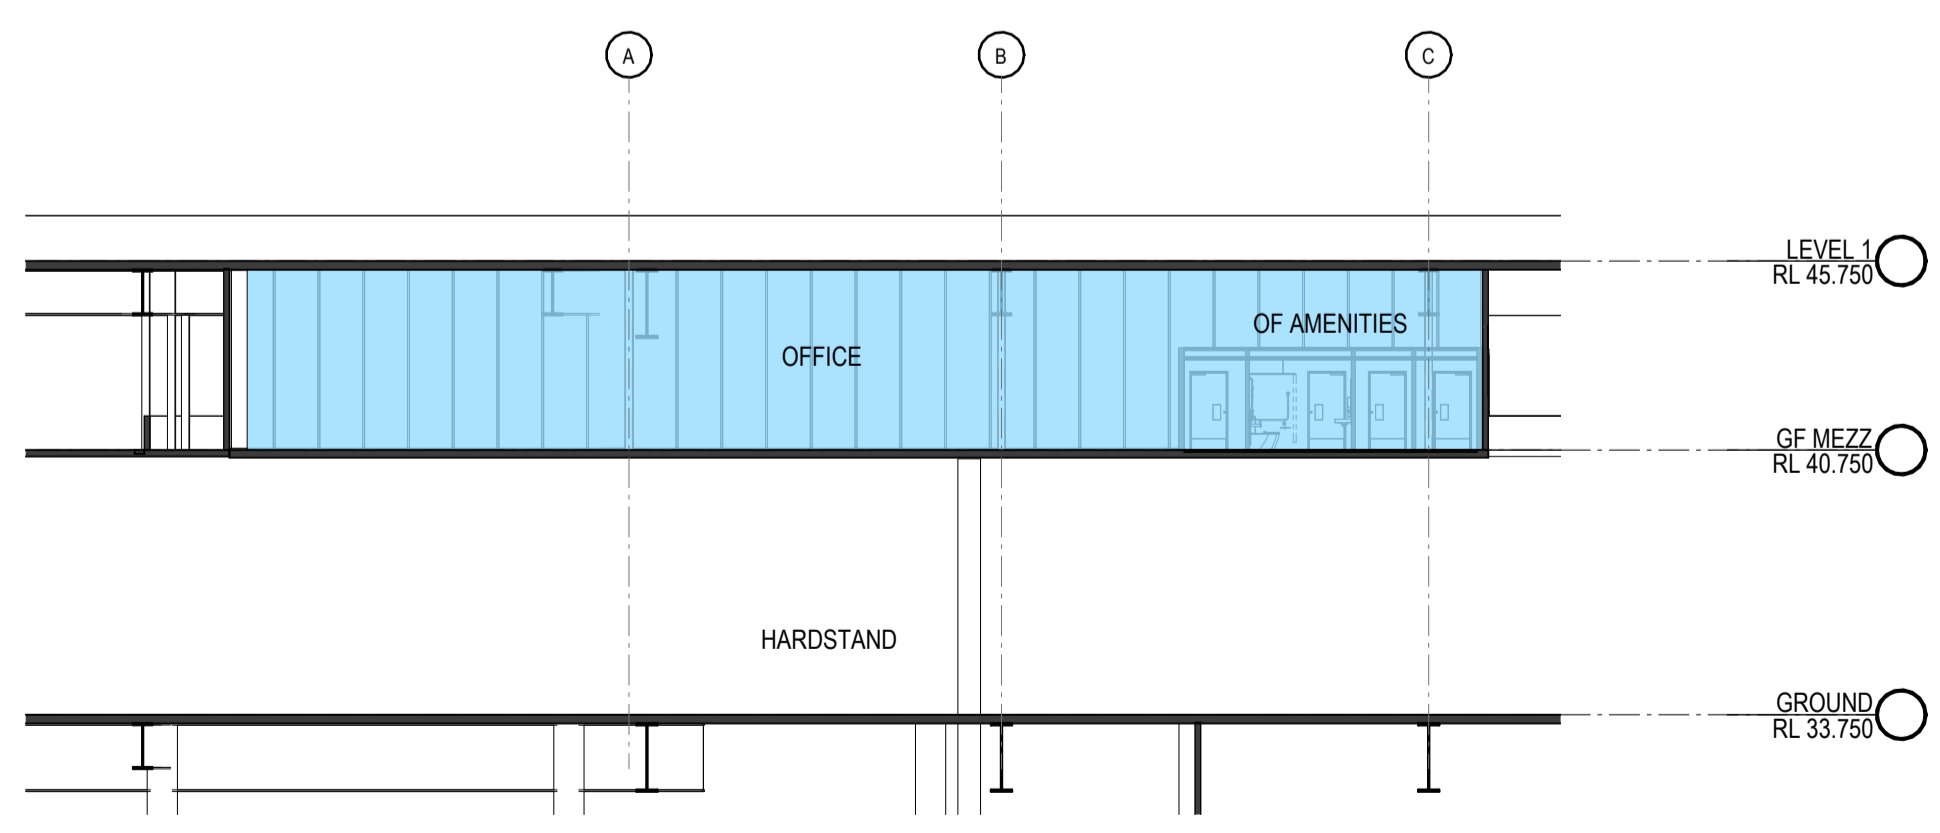 A
B
C
LEVEL 1
RL 45.750
OF AMENITIES
OFFICE
GF MEZZ
RL 40.750
HARDSTAND
GROUND
RL 33.750